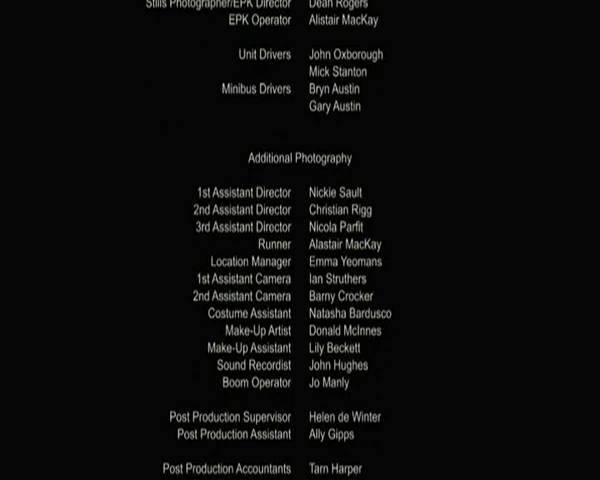 Stills Photographer/EPK Director Dean Rogers
EPK Operator Alistair MacKay
Unit Drivers John Oxborough
Mick Stanton
Minibus Drivers Bryn Austin
Gary Austin
Additional Photography
1st Assistant Director Nickie Sault
2nd Assistant Director Christian Rigg
3rd Assistant Director Nicola Parfit
Runner Alastair MacKay
Location Manager Emma Yeomans
1st Assistant Camera Ian Struthers
2nd Assistant Camera Barny Crocker
Costume Assistant Natasha Bardusco
Make-Up Artist Donald McInnes
Make-Up Assistant Lily Beckett
Sound Recordist John Hughes
Boom Operator Jo Manly
Post Production Supervisor Helen de Winter
Post Production Assistant Ally Gipps
Post Production Accountants Tarn Harper